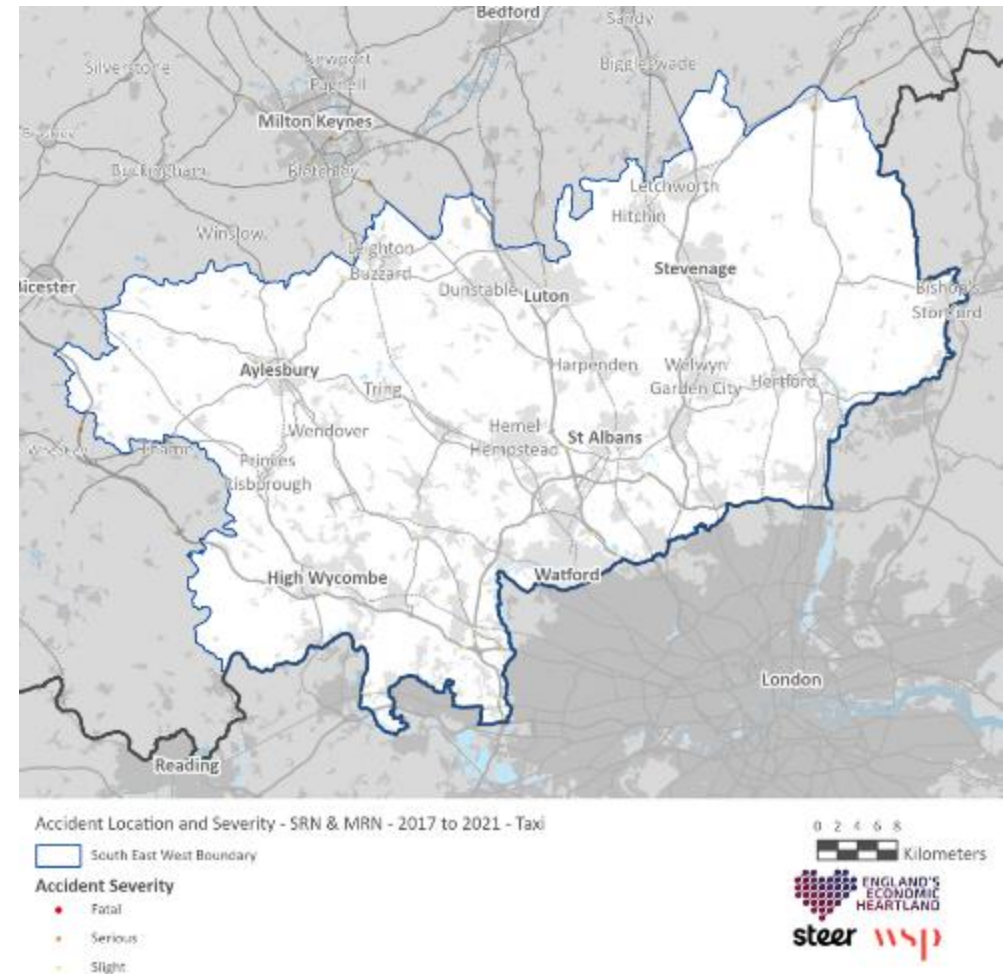 Bedford
Sandy
Silverstone
Newport
Pagnell
Biggleswade
Milton Keynes
Buckingham
Bletchley
Letchworth
Hitchin
Winslow
Leighton
Buzzard
Stevenage
Bicester
Dunstable
Luton
Bishop's
Stortford
Aylesbury
Harpenden
Welwyn
Garden City
Hertford
Tring
Wendover
Hemel
Hempstead
St Albans
Thame
Princes
Risborough
High Wycombe
Watford
London
Reading
Accident Location and Severity - SRN & MRN - 2017 to 2021 - Taxi
South East West Boundary
Accident Severity
Fatal
Serious
Slight
0 2 4 6 8
Kilometers
ENGLAND'S
ECONOMIC
HEARTLAND
steer wsp